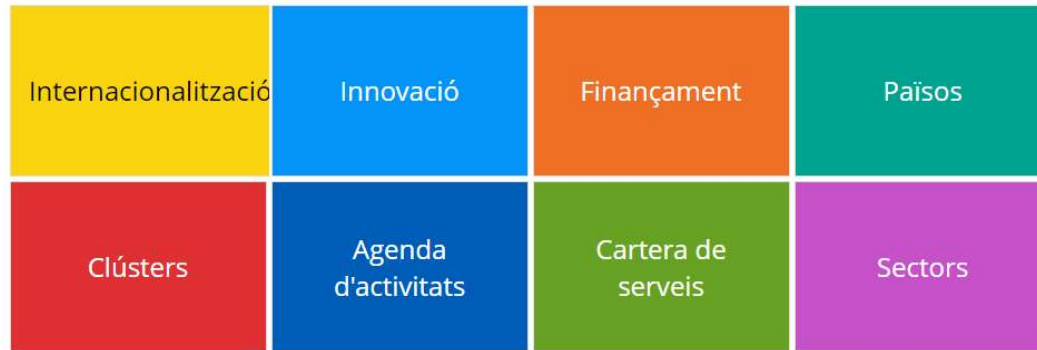 Internacionalització
Innovació
Finançament
Països
Clústers
Agenda
d'activitats
Cartera de
serveis
Sectors